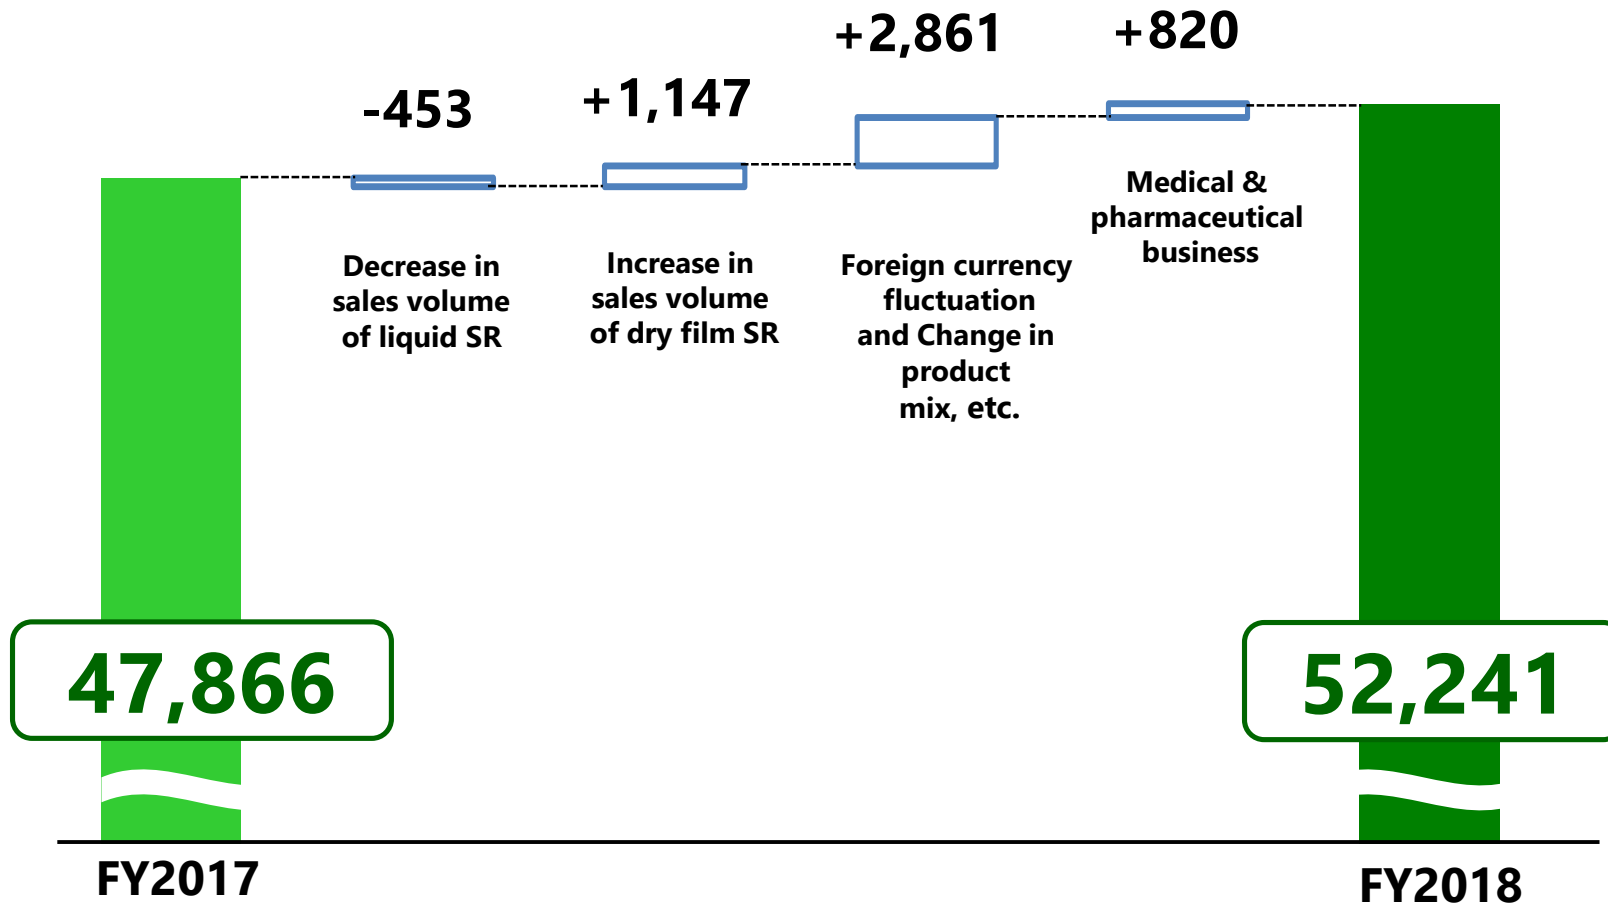 -453
+1,147
+2,861
+820
Decrease in
sales volume
of liquid SR
Increase in
sales volume
of dry film SR
Foreign currency
fluctuation
and Change in
product
mix, etc.
Medical &
pharmaceutical
business
47,866
52,241
FY2017
FY2018